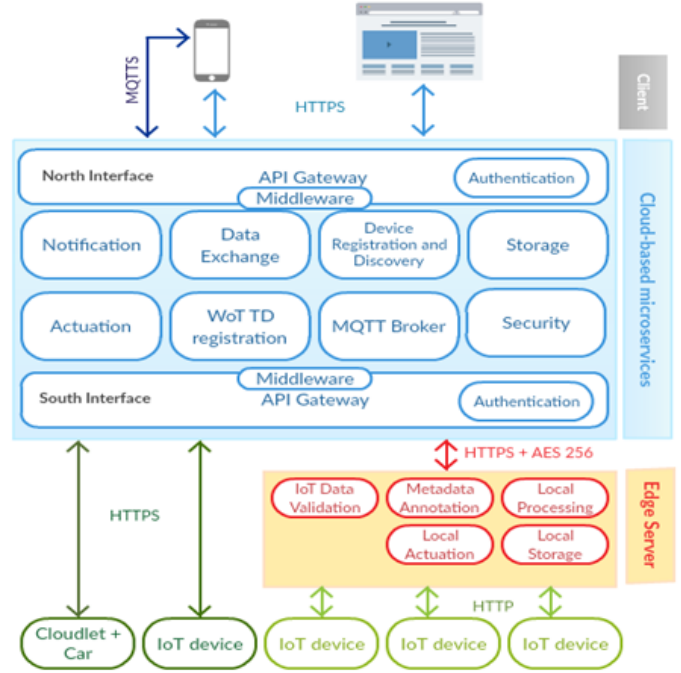 MQTTS
HTTPS
Client
North Interface
API Gateway
Authentication
Middleware
Notification
Data
Exchange
Device
Registration and
Discovery
Storage
Actuation
WoT TD
registration
MQTT Broker
Security
Cloud-based microservices
Middleware
South Interface
API Gateway
Authentication
HTTPS + AES 256
HTTPS
IoT Data
Validation
Metadata
Annotation
Local
Processing
Local
Actuation
Local
Storage
Edge Server
HTTP
Cloudlet +
Car
IoT device
IoT device
IoT device
IoT device